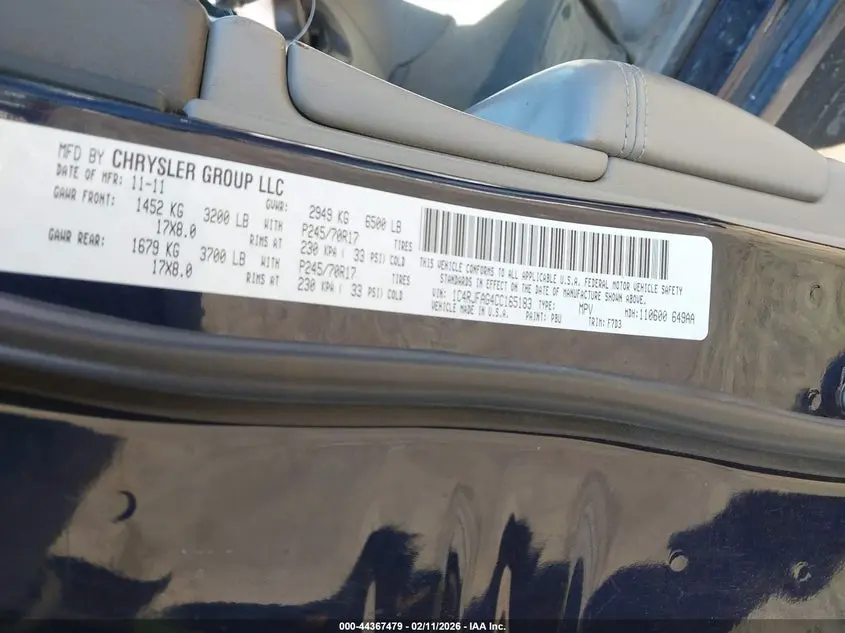 MFD BY CHRYSLER GROUP LLC
DATE OF MFR: 11-11 GVWR: 2949 KG 6500 LB
GAWR FRONT: 1452 KG 3200 LB WITH P245/70R17 TIRES
17X8.0 RIMS AT 230 KPA ( 33 PSI) COLD
GAWR REAR: 1679 KG 3700 LB WITH P245/70R17 TIRES
17X8.0 RIMS AT 230 KPA ( 33 PSI) COLD
THIS VEHICLE CONFORMS TO ALL APPLICABLE U.S.A. FEDERAL MOTOR VEHICLE SAFETY
STANDARDS IN EFFECT ON THE DATE OF MANUFACTURE SHOWN ABOVE.
VIN: 1C4RJFAG4CC165183 TYPE: MPV MDH: 110600 649AA
VEHICLE MADE IN U.S.A. PAINT: PBU TRIM: F7D3
000-44367479 - 02/11/2026 - IAA Inc.